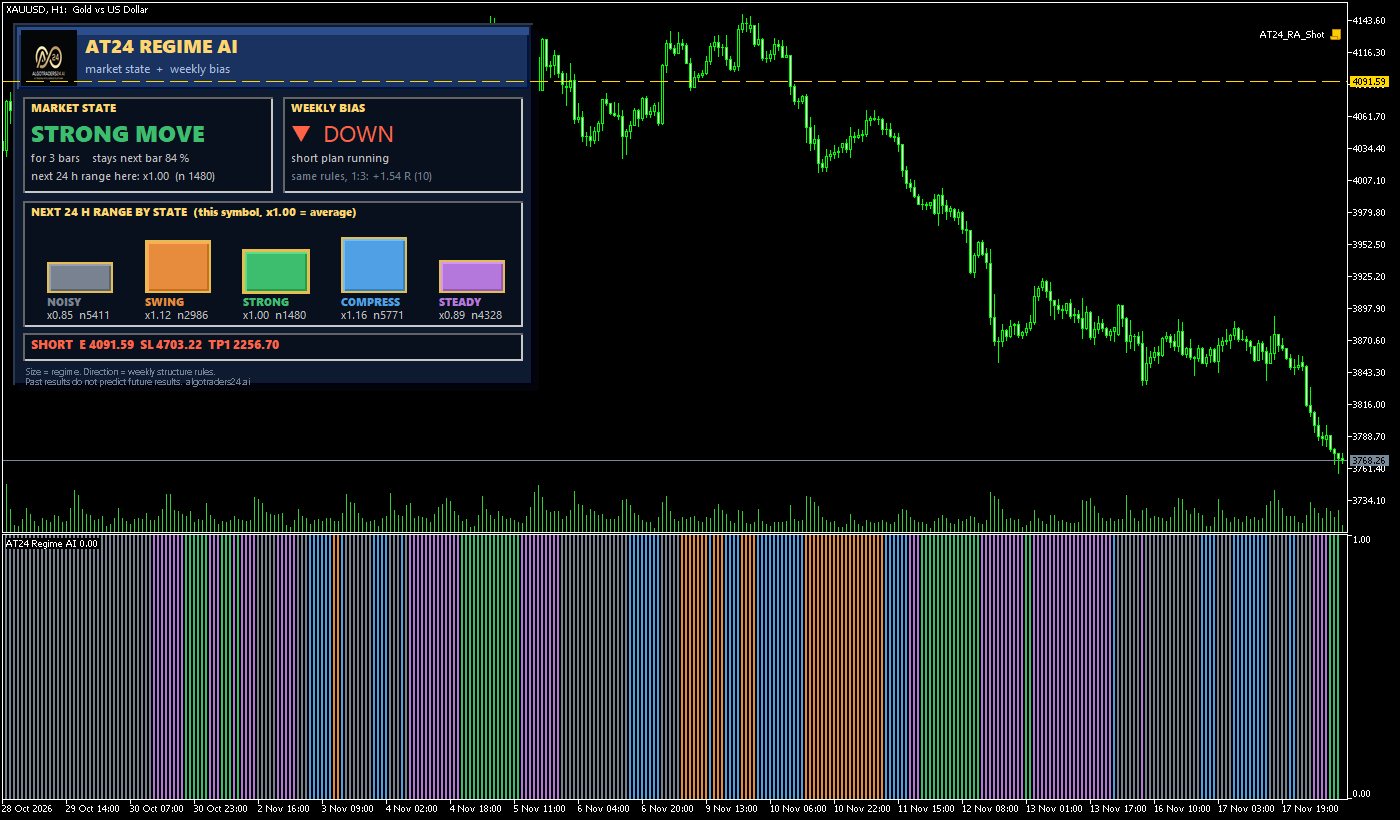 XAUUSD, H1: Gold vs US Dollar
AT24_RA_Shot
24
ALGOTRADERS24.AI
AT24 REGIME AI
market state + weekly bias
MARKET STATE
STRONG MOVE
for 3 bars stays next bar 84 %
next 24 h range here: x1.00 (n 1480)
WEEKLY BIAS
▼ DOWN
short plan running
same rules, 1:3: +1.54 R (10)
NEXT 24 H RANGE BY STATE (this symbol, x1.00 = average)
NOISY SWING STRONG COMPRESS STEADY
x0.85 n5411 x1.12 n2986 x1.00 n1480 x1.16 n5771 x0.89 n4328
SHORT E 4091.59 SL 4703.22 TP1 2256.70
Size = regime. Direction = weekly structure rules.
Past results do not predict future results. algotraders24.ai
4143.60
4116.30
4091.59
4061.70
4034.40
4007.10
3979.80
3952.50
3925.20
3897.90
3870.60
3843.30
3816.00
3788.70
3768.26
3761.40
3734.10
AT24 Regime AI 0.00
1.00
0.00
28 Oct 2026 29 Oct 14:00 30 Oct 07:00 30 Oct 23:00 2 Nov 16:00 3 Nov 09:00 4 Nov 02:00 4 Nov 18:00 5 Nov 11:00 6 Nov 04:00 6 Nov 20:00 9 Nov 13:00 10 Nov 06:00 10 Nov 22:00 11 Nov 15:00 12 Nov 08:00 13 Nov 01:00 13 Nov 17:00 16 Nov 10:00 17 Nov 03:00 17 Nov 19:00